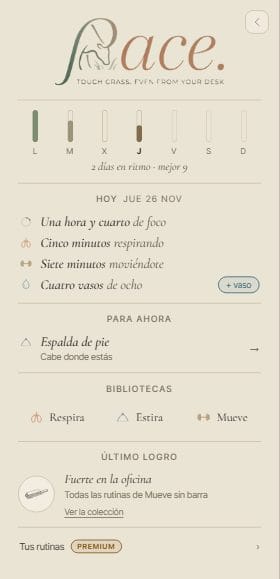 Race.
TOUCH GRASS. EVEN FROM YOUR DESK
L M X J V S D
2 días en ritmo · mejor 9
HOY JUE 26 NOV
Una hora y cuarto de foco
Cinco minutos respirando
Siete minutos moviéndote
Cuatro vasos de ocho
+ vaso
PARA AHORA
Espalda de pie
Cabe donde estás
→
BIBLIOTECAS
Respira Estira Mueve
ÚLTIMO LOGRO
Fuerte en la oficina
Todas las rutinas de Mueve sin barra
Ver la colección
Tus rutinas PREMIUM ›